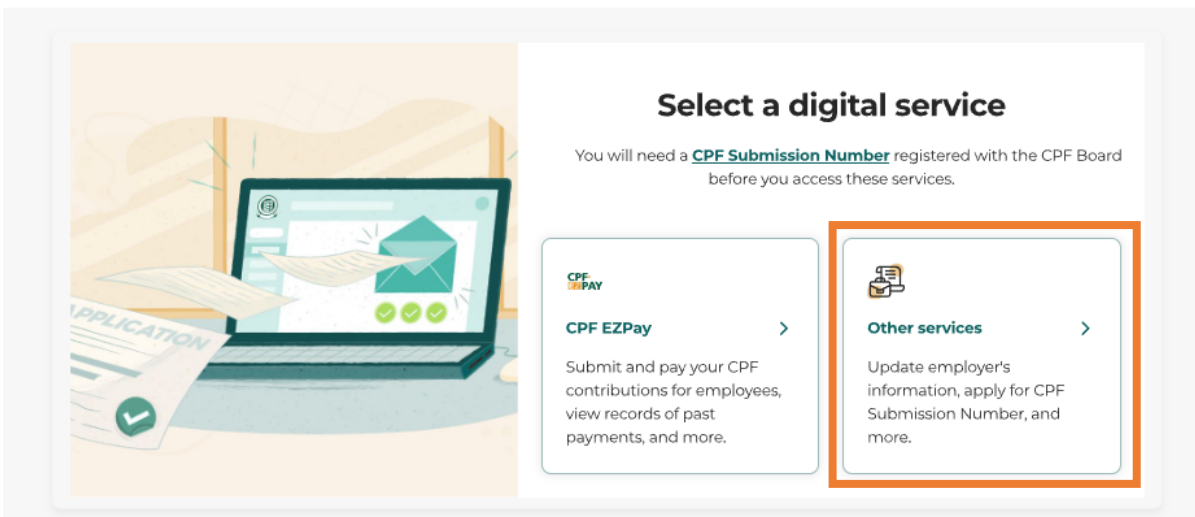 Select a digital service
You will need a CPF Submission Number registered with the CPF Board
before you access these services.
APPLICATION
CPF
EZPAY
CPF EZPay
Submit and pay your CPF
contributions for employees,
view records of past
payments, and more.
Other services
Update employer's
information, apply for CPF
Submission Number, and
more.